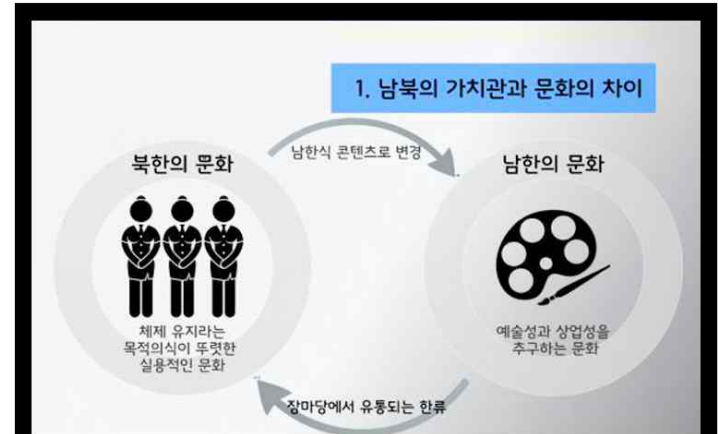 1. 남북의 가치관과 문화의 차이
남한식 콘텐츠로 변경
북한의 문화
남한의 문화
체제 유지라는
목적의식이 뚜렷한
실용적인 문화
예술성과 상업성을
추구하는 문화
장마당에서 유통되는 한류